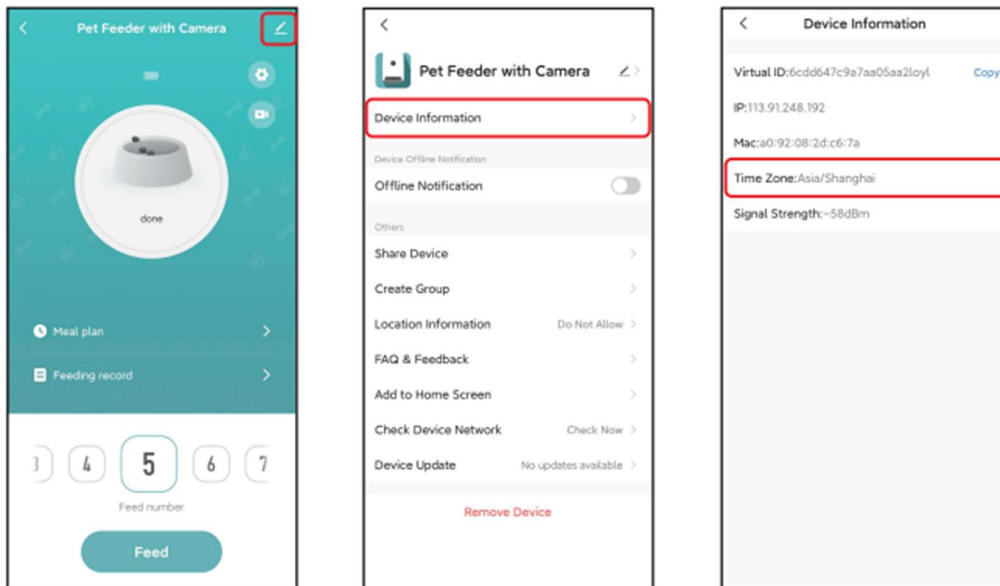 Pet Feeder with Camera
done
Meal plan
Feeding record
3 4 5 6 7
Feed number
Feed
Pet Feeder with Camera
Device Information
Device Offline Notification
Offline Notification
Others
Share Device
Create Group
Location Information Do Not Allow
FAQ & Feedback
Add to Home Screen
Check Device Network Check Now
Device Update No updates available
Remove Device
Device Information
Virtual ID:6cdd647c9a7aa05aa2loyl Copy
IP:113.91.248.192
Mac:a0:92:08:2d:c6:7a
Time Zone:Asia/Shanghai
Signal Strength:-58dBm